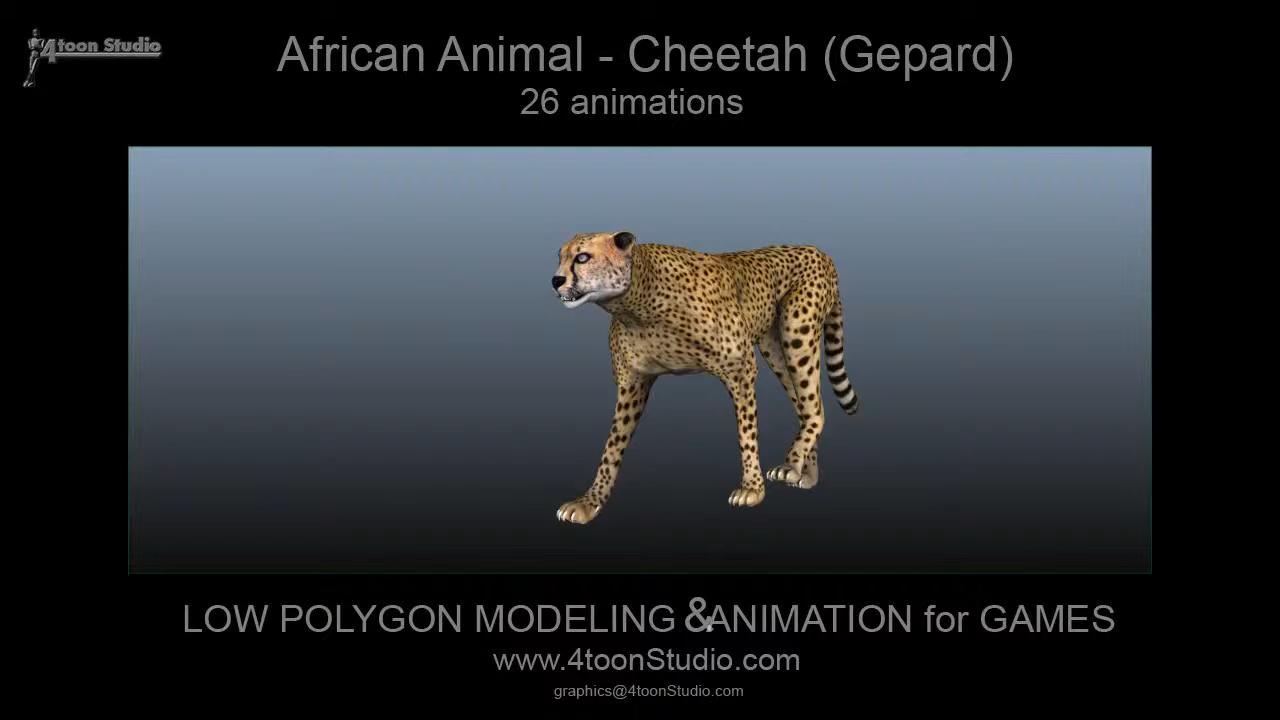 4toon Studio
African Animal - Cheetah (Gepard)
26 animations
LOW POLYGON MODELING & ANIMATION for GAMES
www.4toonStudio.com
graphics@4toonStudio.com